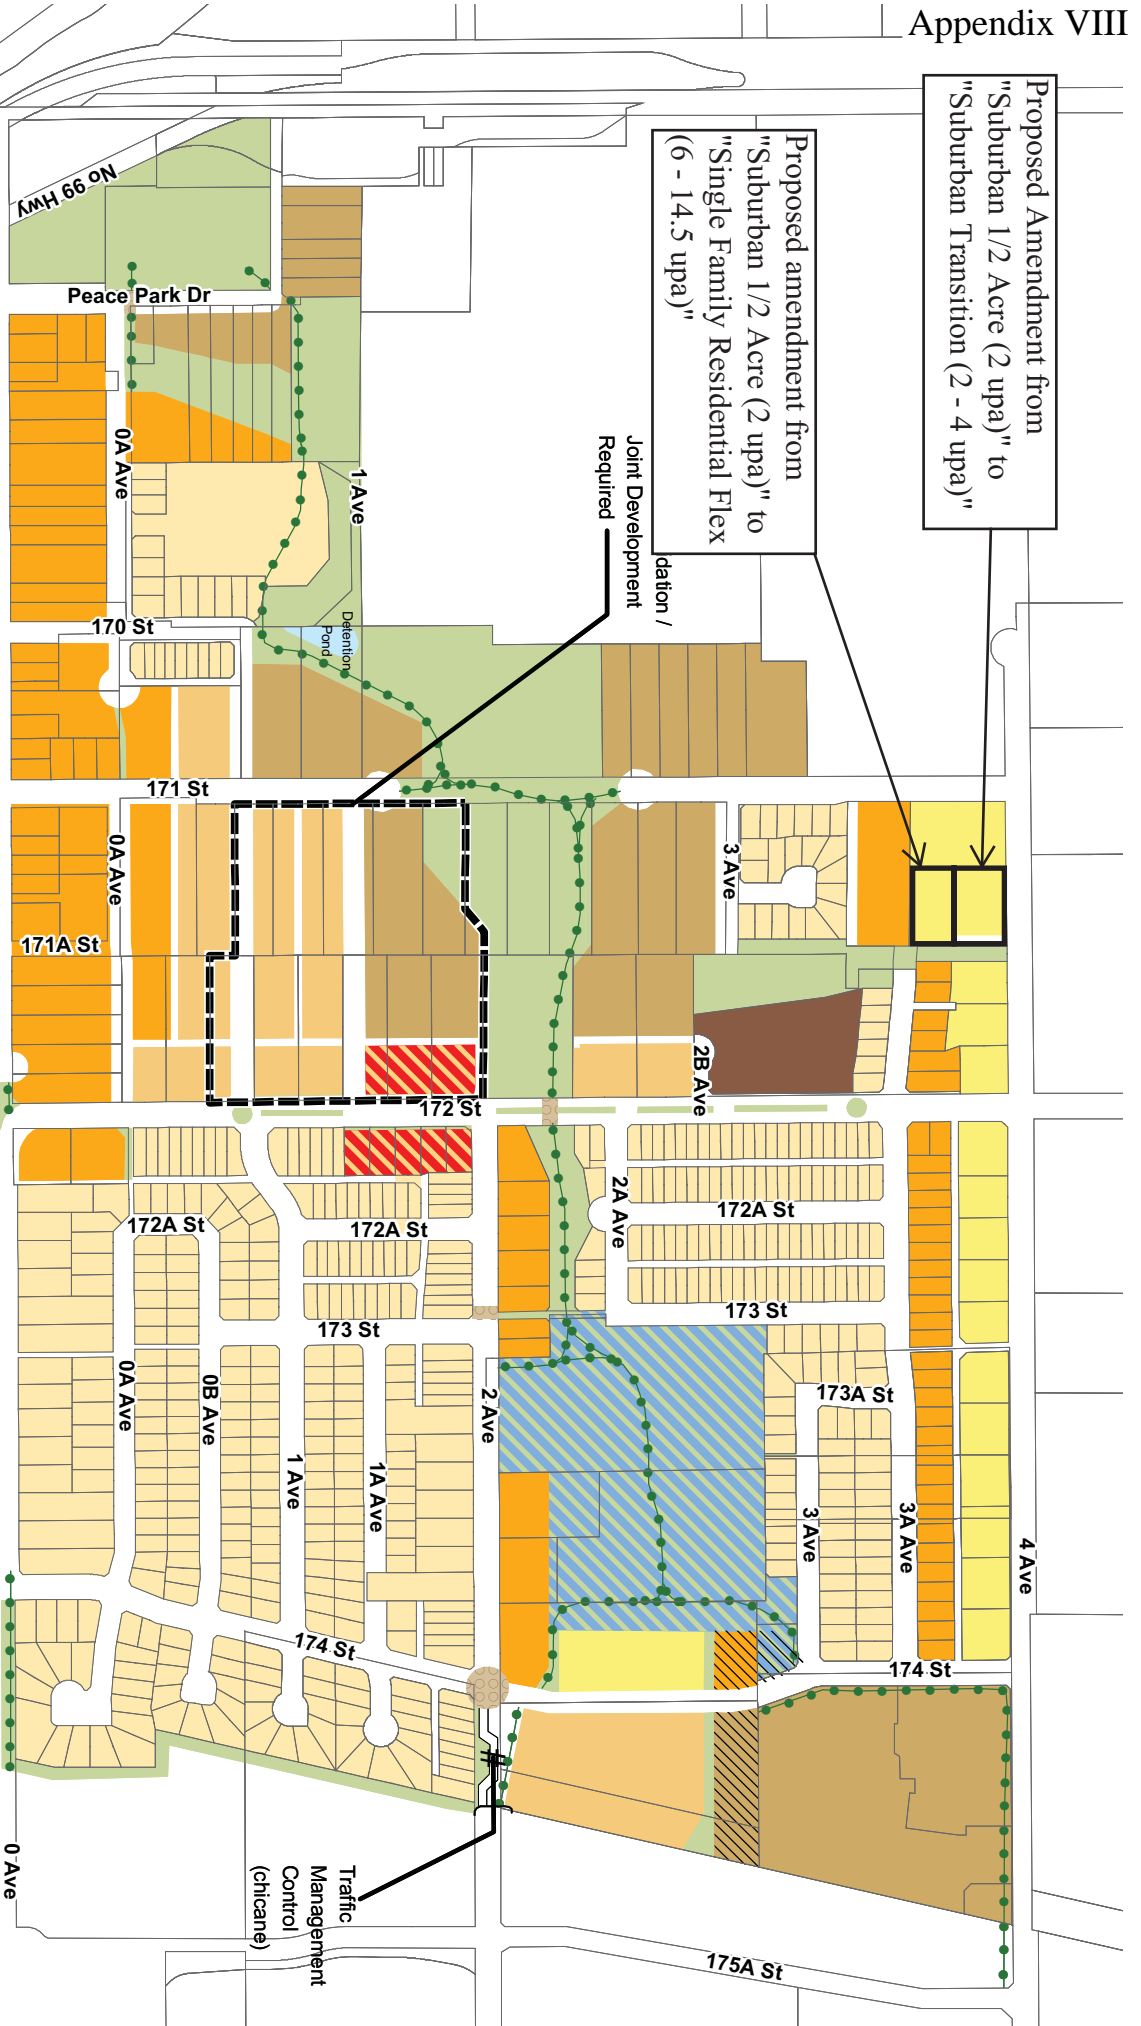 Appendix VIII
Proposed Amendment from
"Suburban 1/2 Acre (2 upa)" to
"Suburban Transition (2 - 4 upa)"
Proposed amendment from
"Suburban 1/2 Acre (2 upa)" to
"Single Family Residential Flex
(6 - 14.5 upa)"
No 99 Hwy
Peace Park Dr
0A Ave
1 Ave
idation /
Joint Development
Required
170 St
Detention
Pond
171 St
0A Ave
3 Ave
171A St
2B Ave
172 St
2A Ave
172A St
172A St
172A St
173 St
173 St
0A Ave
0B Ave
1 Ave
1A Ave
2 Ave
173A St
3 Ave
3A Ave
4 Ave
174 St
174 St
Traffic
Management
Control
(chicane)
0 Ave
175A St